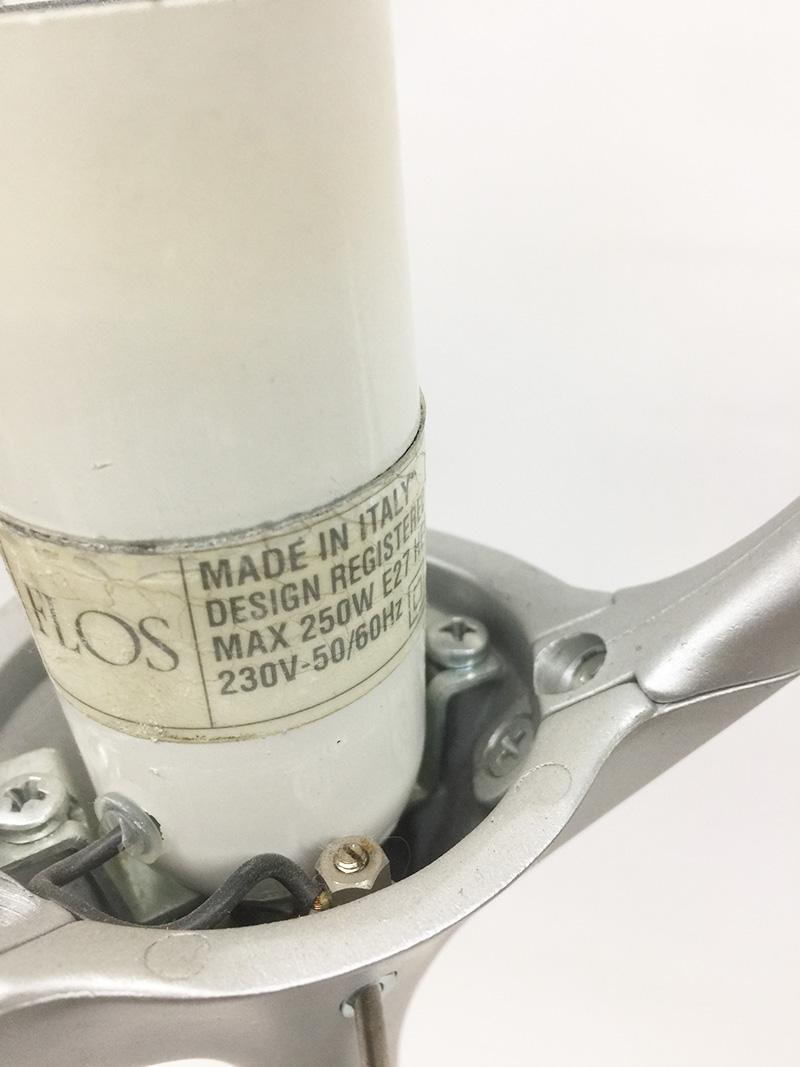 FLOS
MADE IN ITALY
DESIGN REGISTERED
MAX 250W E27
230V-50/60Hz